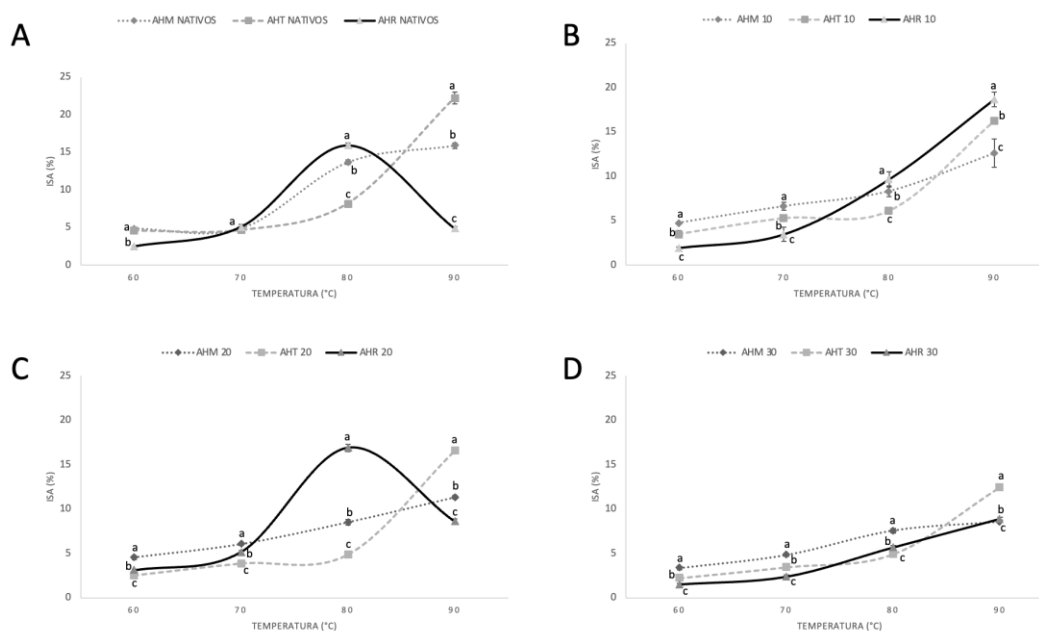 AHM NATIVOS AHT NATIVOS AHR NATIVOS
A
25
20
15
10
5
0
ISA (%)
a
b
a
a
b
c
a
b
c
60 70 80 90
TEMPERATURA (°C)
AHM 10 AHT 10 AHR 10
B
25
20
15
10
5
0
ISA (%)
a
b
c
a
b
c
a
b
c
a
b
c
60 70 80 90
TEMPERATURA (°C)
AHM 20 AHT 20 AHR 20
C
25
20
15
10
5
0
ISA (%)
a
b
c
a
b
c
a
b
c
a
b
c
60 70 80 90
TEMPERATURA (°C)
AHM 30 AHT 30 AHR 30
D
25
20
15
10
5
0
ISA (%)
a
b
c
a
b
c
a
b
c
a
b
c
60 70 80 90
TEMPERATURA (°C)